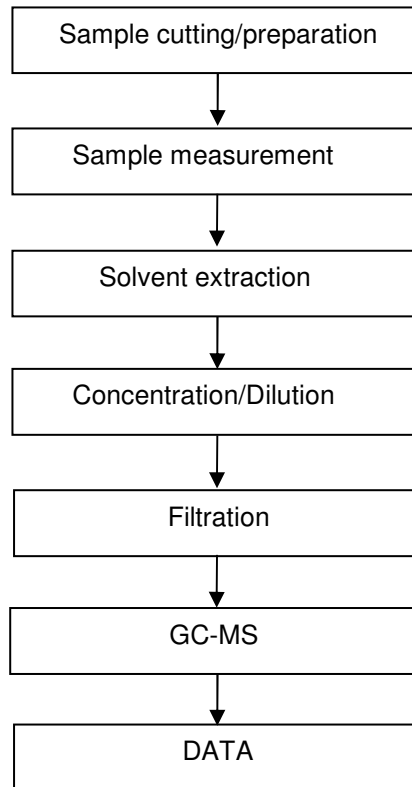 Sample cutting/preparation
Sample measurement
Solvent extraction
Concentration/Dilution
Filtration
GC-MS
DATA